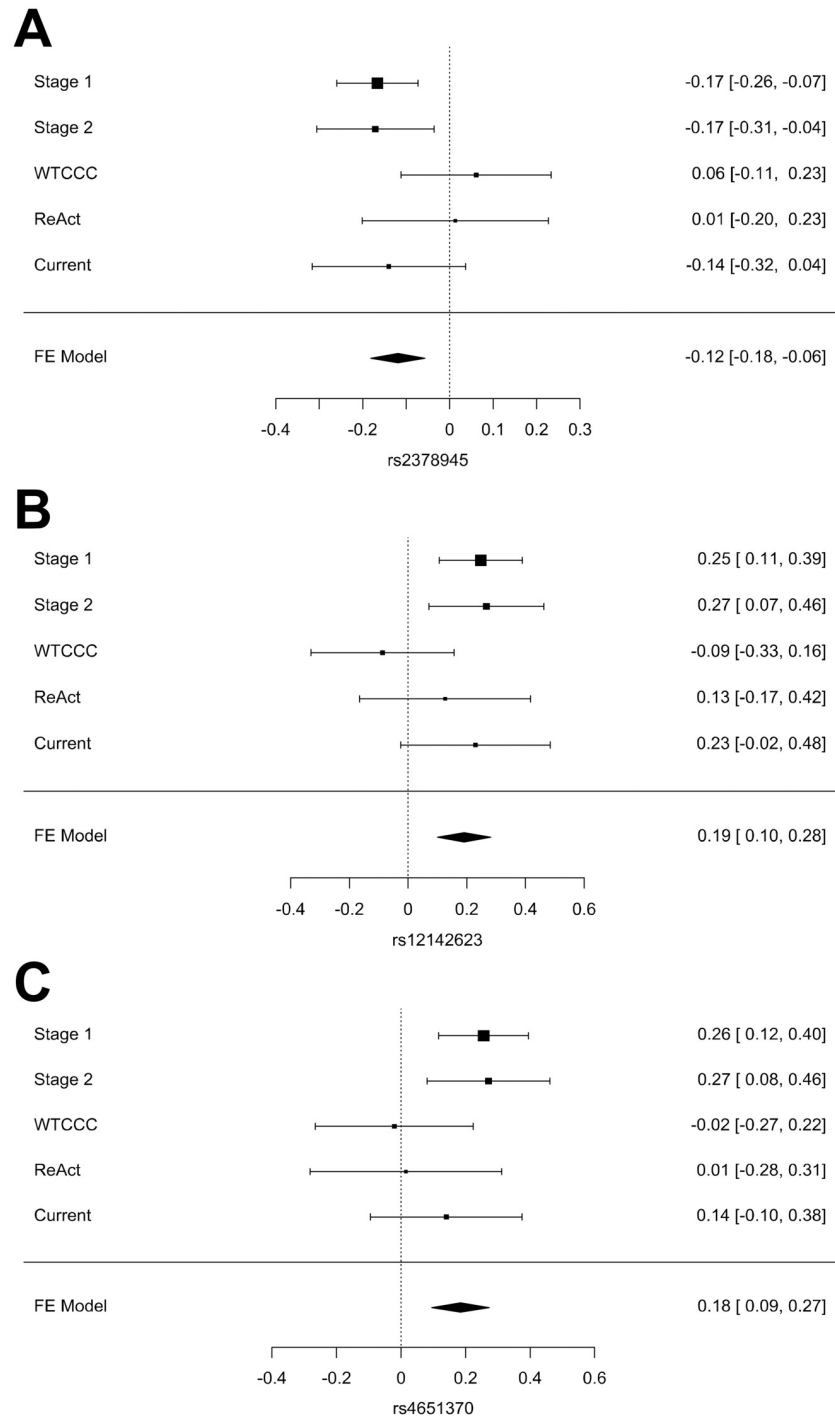 A
Stage 1 -0.17 [-0.26, -0.07]
Stage 2 -0.17 [-0.31, -0.04]
WTCCC 0.06 [-0.11, 0.23]
ReAct 0.01 [-0.20, 0.23]
Current -0.14 [-0.32, 0.04]
FE Model -0.12 [-0.18, -0.06]
-0.4 -0.2 0 0.1 0.2 0.3
rs2378945
B
Stage 1 0.25 [ 0.11, 0.39]
Stage 2 0.27 [ 0.07, 0.46]
WTCCC -0.09 [-0.33, 0.16]
ReAct 0.13 [-0.17, 0.42]
Current 0.23 [-0.02, 0.48]
FE Model 0.19 [ 0.10, 0.28]
-0.4 -0.2 0 0.2 0.4 0.6
rs12142623
C
Stage 1 0.26 [ 0.12, 0.40]
Stage 2 0.27 [ 0.08, 0.46]
WTCCC -0.02 [-0.27, 0.22]
ReAct 0.01 [-0.28, 0.31]
Current 0.14 [-0.10, 0.38]
FE Model 0.18 [ 0.09, 0.27]
-0.4 -0.2 0 0.2 0.4 0.6
rs4651370